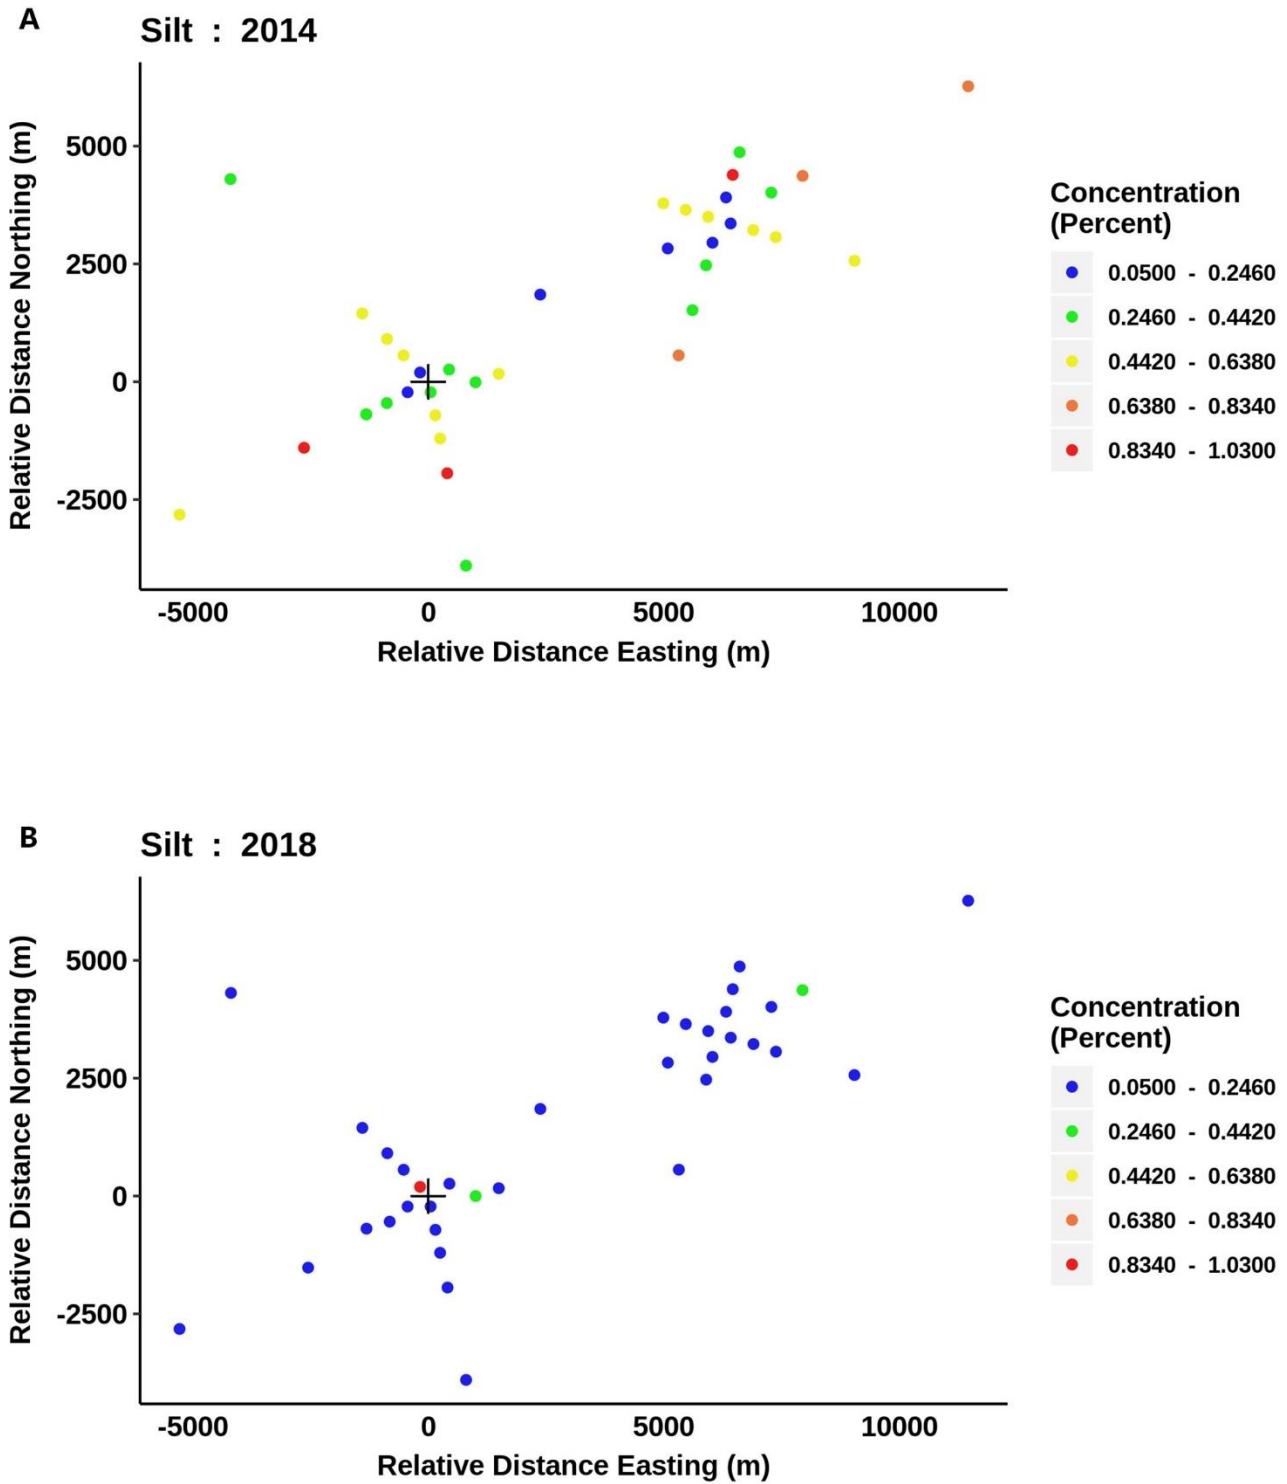 A
Silt : 2014
Relative Distance Northing (m)
5000
2500
0
-2500
-5000 0 5000 10000
Relative Distance Easting (m)
Concentration
(Percent)
0.0500 - 0.2460
0.2460 - 0.4420
0.4420 - 0.6380
0.6380 - 0.8340
0.8340 - 1.0300
B
Silt : 2018
Relative Distance Northing (m)
5000
2500
0
-2500
-5000 0 5000 10000
Relative Distance Easting (m)
Concentration
(Percent)
0.0500 - 0.2460
0.2460 - 0.4420
0.4420 - 0.6380
0.6380 - 0.8340
0.8340 - 1.0300